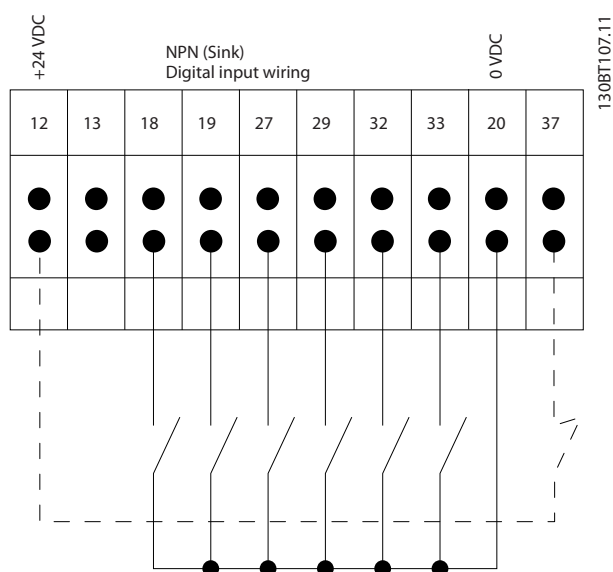 +24 VDC
NPN (Sink)
Digital input wiring
0 VDC
130BT107.11
12 13 18 19 27 29 32 33 20 37